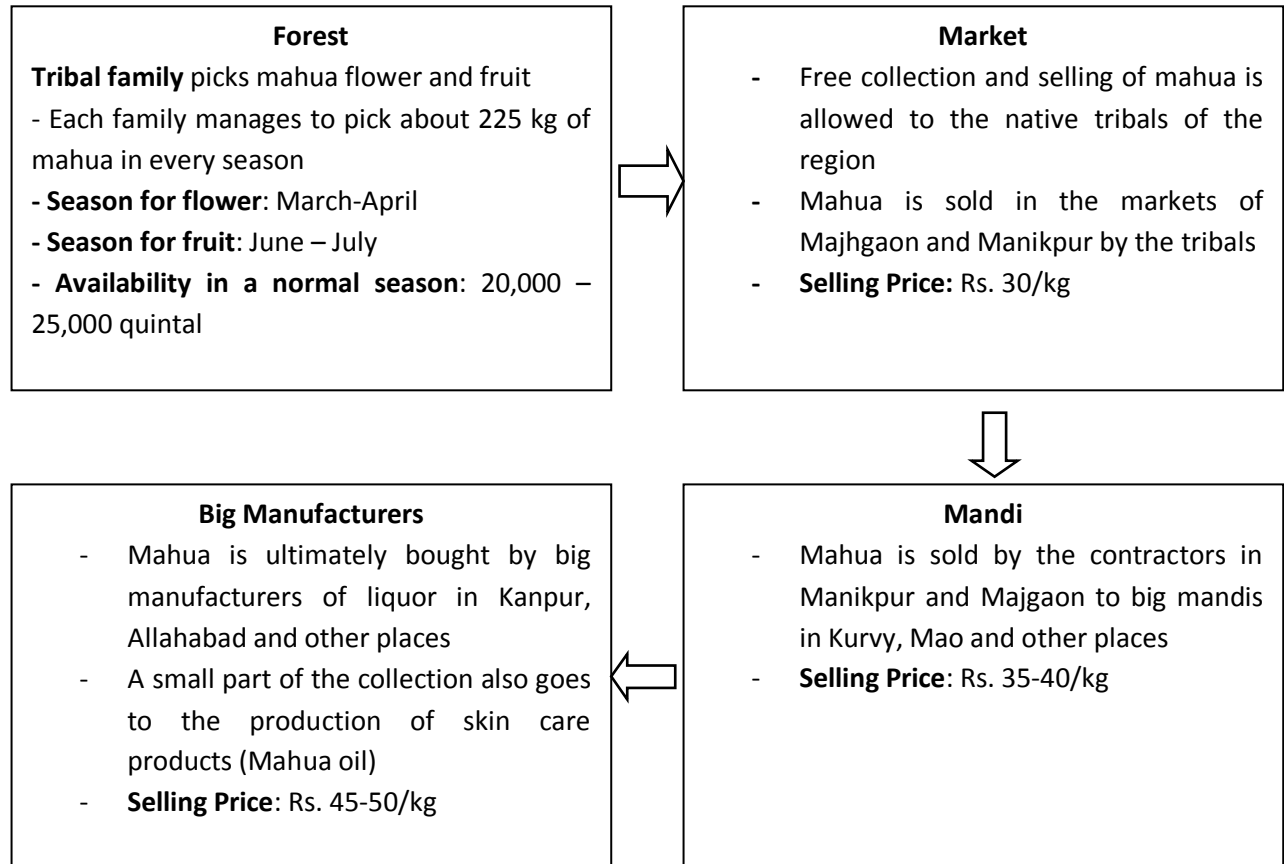 Forest
Tribal family picks mahua flower and fruit
- Each family manages to pick about 225 kg of
mahua in every season
- Season for flower: March-April
- Season for fruit: June – July
- Availability in a normal season: 20,000 –
25,000 quintal
Market
- Free collection and selling of mahua is
allowed to the native tribals of the
region
- Mahua is sold in the markets of
Majhgaon and Manikpur by the tribals
- Selling Price: Rs. 30/kg
Mandi
- Mahua is sold by the contractors in
Manikpur and Majgaon to big mandis
in Kurvy, Mao and other places
- Selling Price: Rs. 35-40/kg
Big Manufacturers
- Mahua is ultimately bought by big
manufacturers of liquor in Kanpur,
Allahabad and other places
- A small part of the collection also goes
to the production of skin care
products (Mahua oil)
- Selling Price: Rs. 45-50/kg